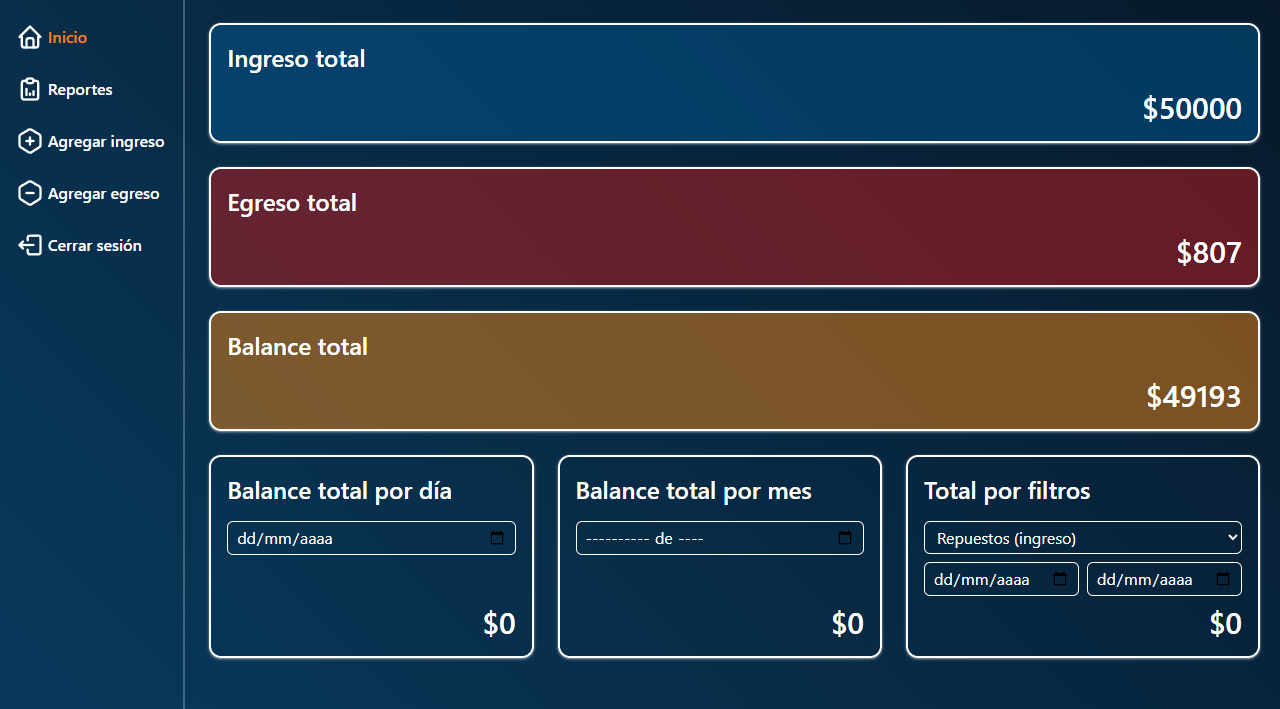 Inicio
Reportes
Agregar ingreso
Agregar egreso
Cerrar sesión
Ingreso total
$50000
Egreso total
$807
Balance total
$49193
Balance total por día
dd/mm/aaaa
$0
Balance total por mes
---------- de ----
$0
Total por filtros
Repuestos (ingreso)
dd/mm/aaaa dd/mm/aaaa
$0